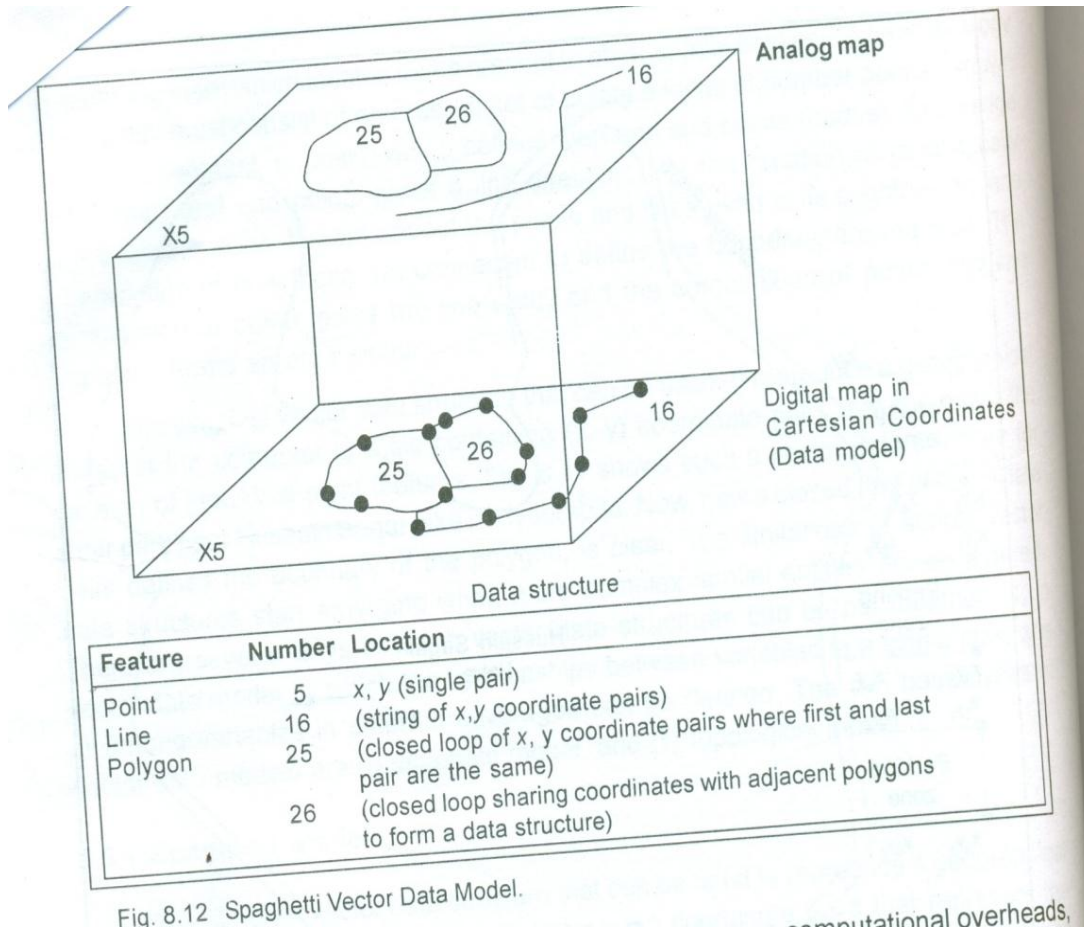 Analog map
16
26
25
X5
Digital map in
Cartesian Coordinates
(Data model)
16
26
25
X5
Data structure
Feature Number Location
Point 5 x, y (single pair)
Line 16 (string of x,y coordinate pairs)
Polygon 25 (closed loop of x, y coordinate pairs where first and last
pair are the same)
26 (closed loop sharing coordinates with adjacent polygons
to form a data structure)
Fig. 8.12 Spaghetti Vector Data Model.
computational overheads,